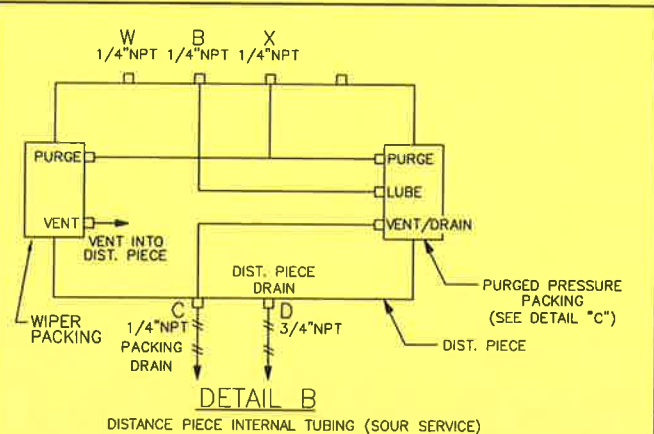 W B X
1/4"NPT 1/4"NPT 1/4"NPT
PURGE
VENT
VENT INTO
DIST. PIECE
PURGE
LUBE
VENT/DRAIN
DIST. PIECE
DRAIN
PURGED PRESSURE
PACKING
(SEE DETAIL "C")
WIPER
PACKING
C
1/4"NPT
PACKING
DRAIN
D
3/4"NPT
DIST. PIECE
DETAIL B
DISTANCE PIECE INTERNAL TUBING (SOUR SERVICE)